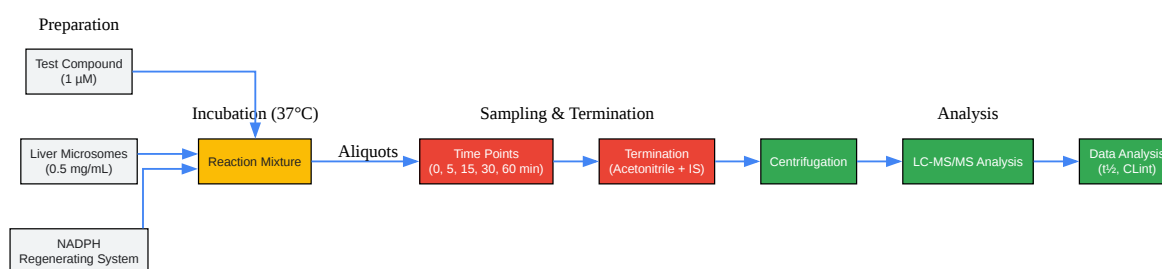 Preparation
Test Compound
(1 µM)
Incubation (37°C)
Sampling & Termination
Analysis
Liver Microsomes
(0.5 mg/mL)
Reaction Mixture
Aliquots
Time Points
(0, 5, 15, 30, 60 min)
Termination
(Acetonitrile + IS)
Centrifugation
LC-MS/MS Analysis
Data Analysis
(t½, CLint)
NADPH
Regenerating System